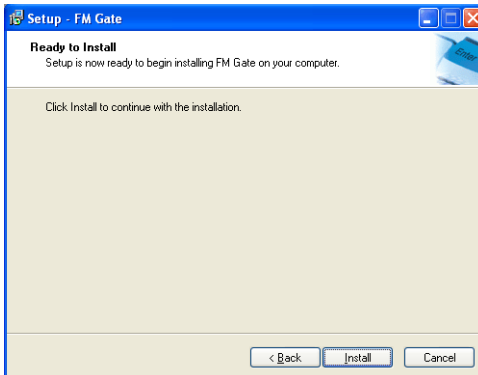 Setup - FM Gate
Ready to Install
Setup is now ready to begin installing FM Gate on your computer.
Enter
Click Install to continue with the installation.
< Back
Install
Cancel